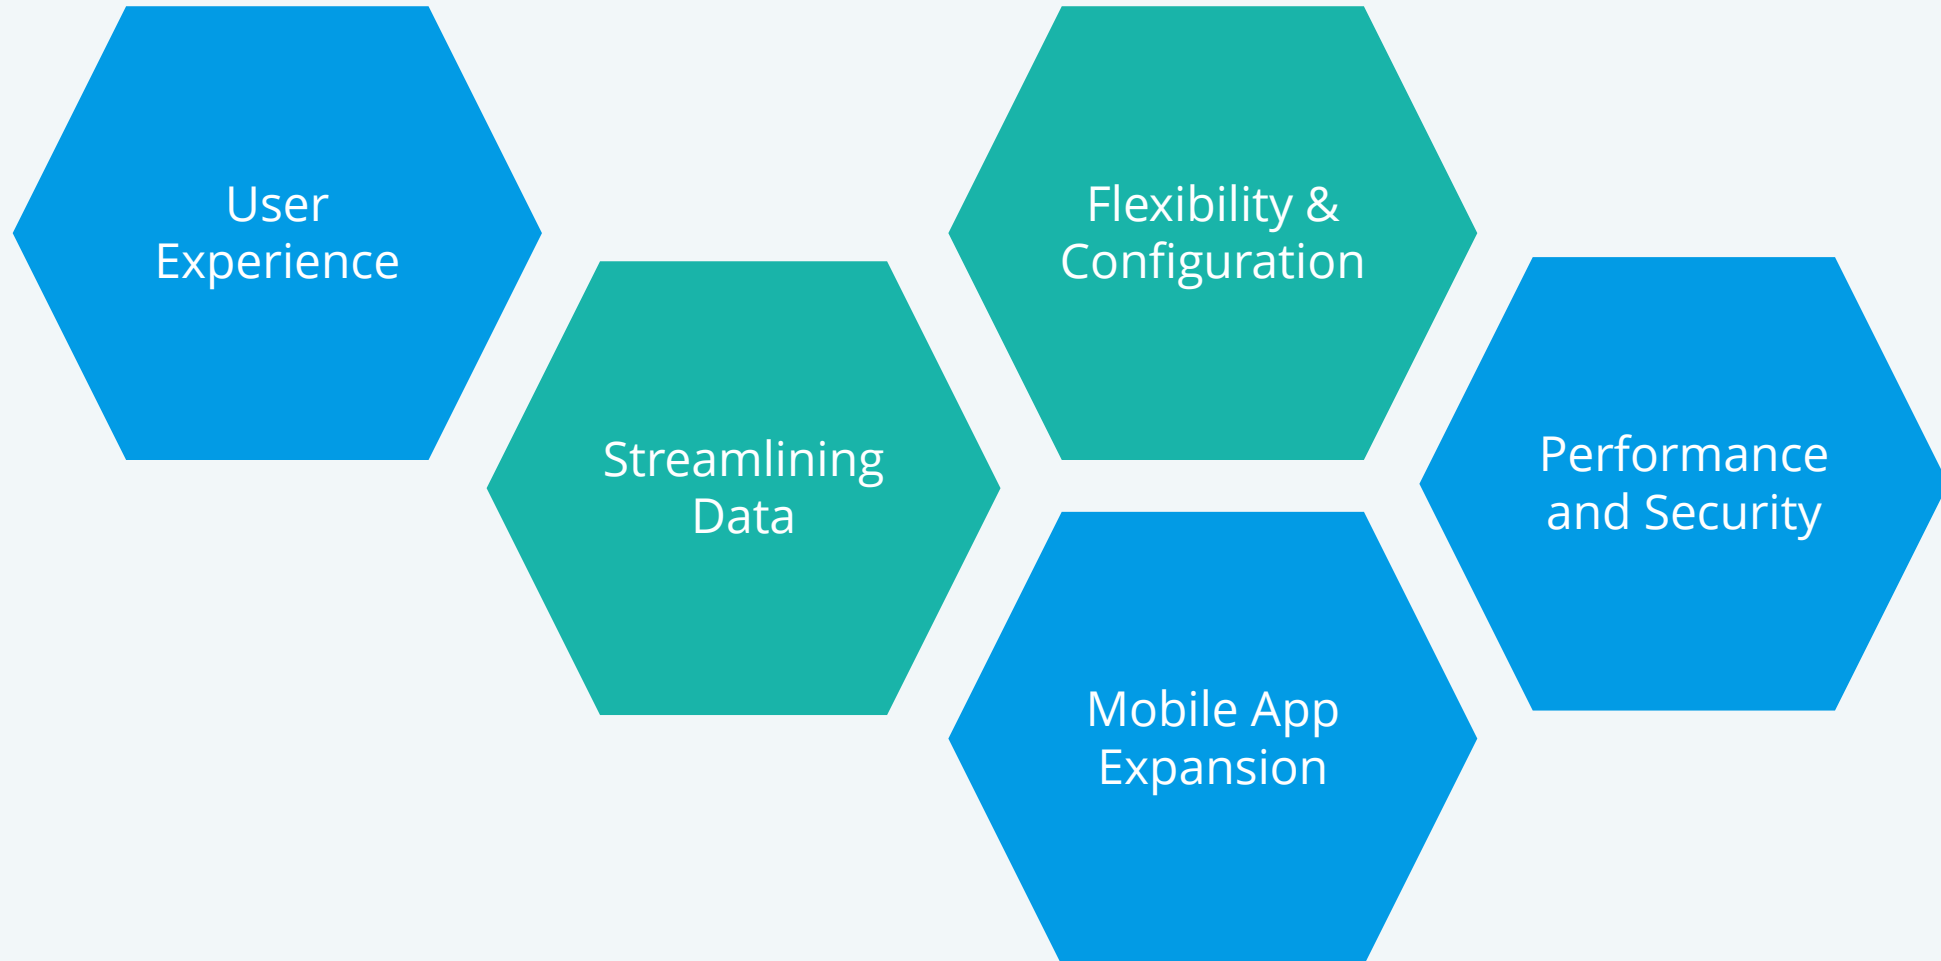 User
Experience
Streamlining
Data
Flexibility &
Configuration
Mobile App
Expansion
Performance
and Security